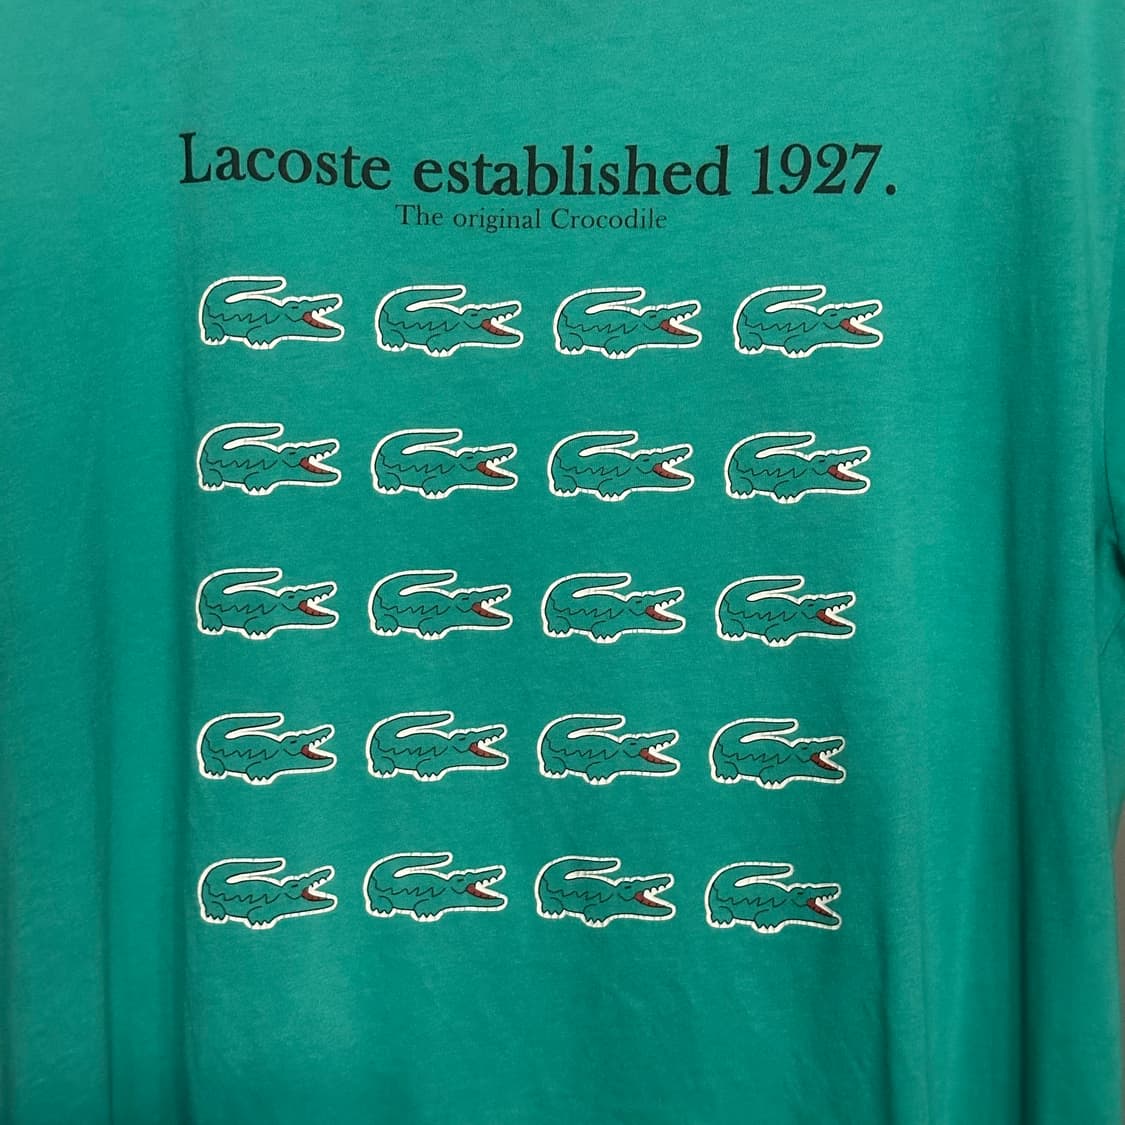 Lacoste established 1927.
The original Crocodile